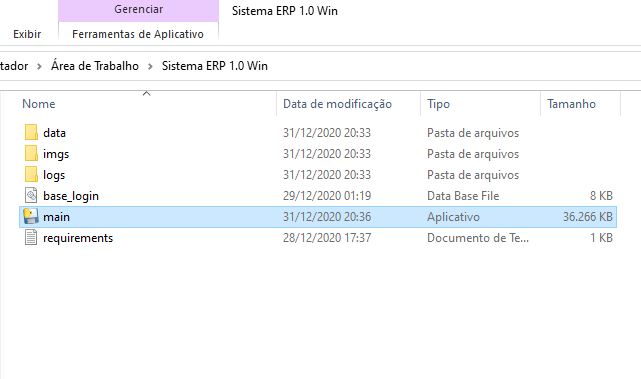 Gerenciar Sistema ERP 1.0 Win
Exibir Ferramentas de Aplicativo
tador > Área de Trabalho > Sistema ERP 1.0 Win
Nome Data de modificação Tipo Tamanho
data 31/12/2020 20:33 Pasta de arquivos
imgs 31/12/2020 20:33 Pasta de arquivos
logs 31/12/2020 20:33 Pasta de arquivos
base_login 29/12/2020 01:19 Data Base File 8 KB
main 31/12/2020 20:36 Aplicativo 36.266 KB
requirements 28/12/2020 17:37 Documento de Te... 1 KB